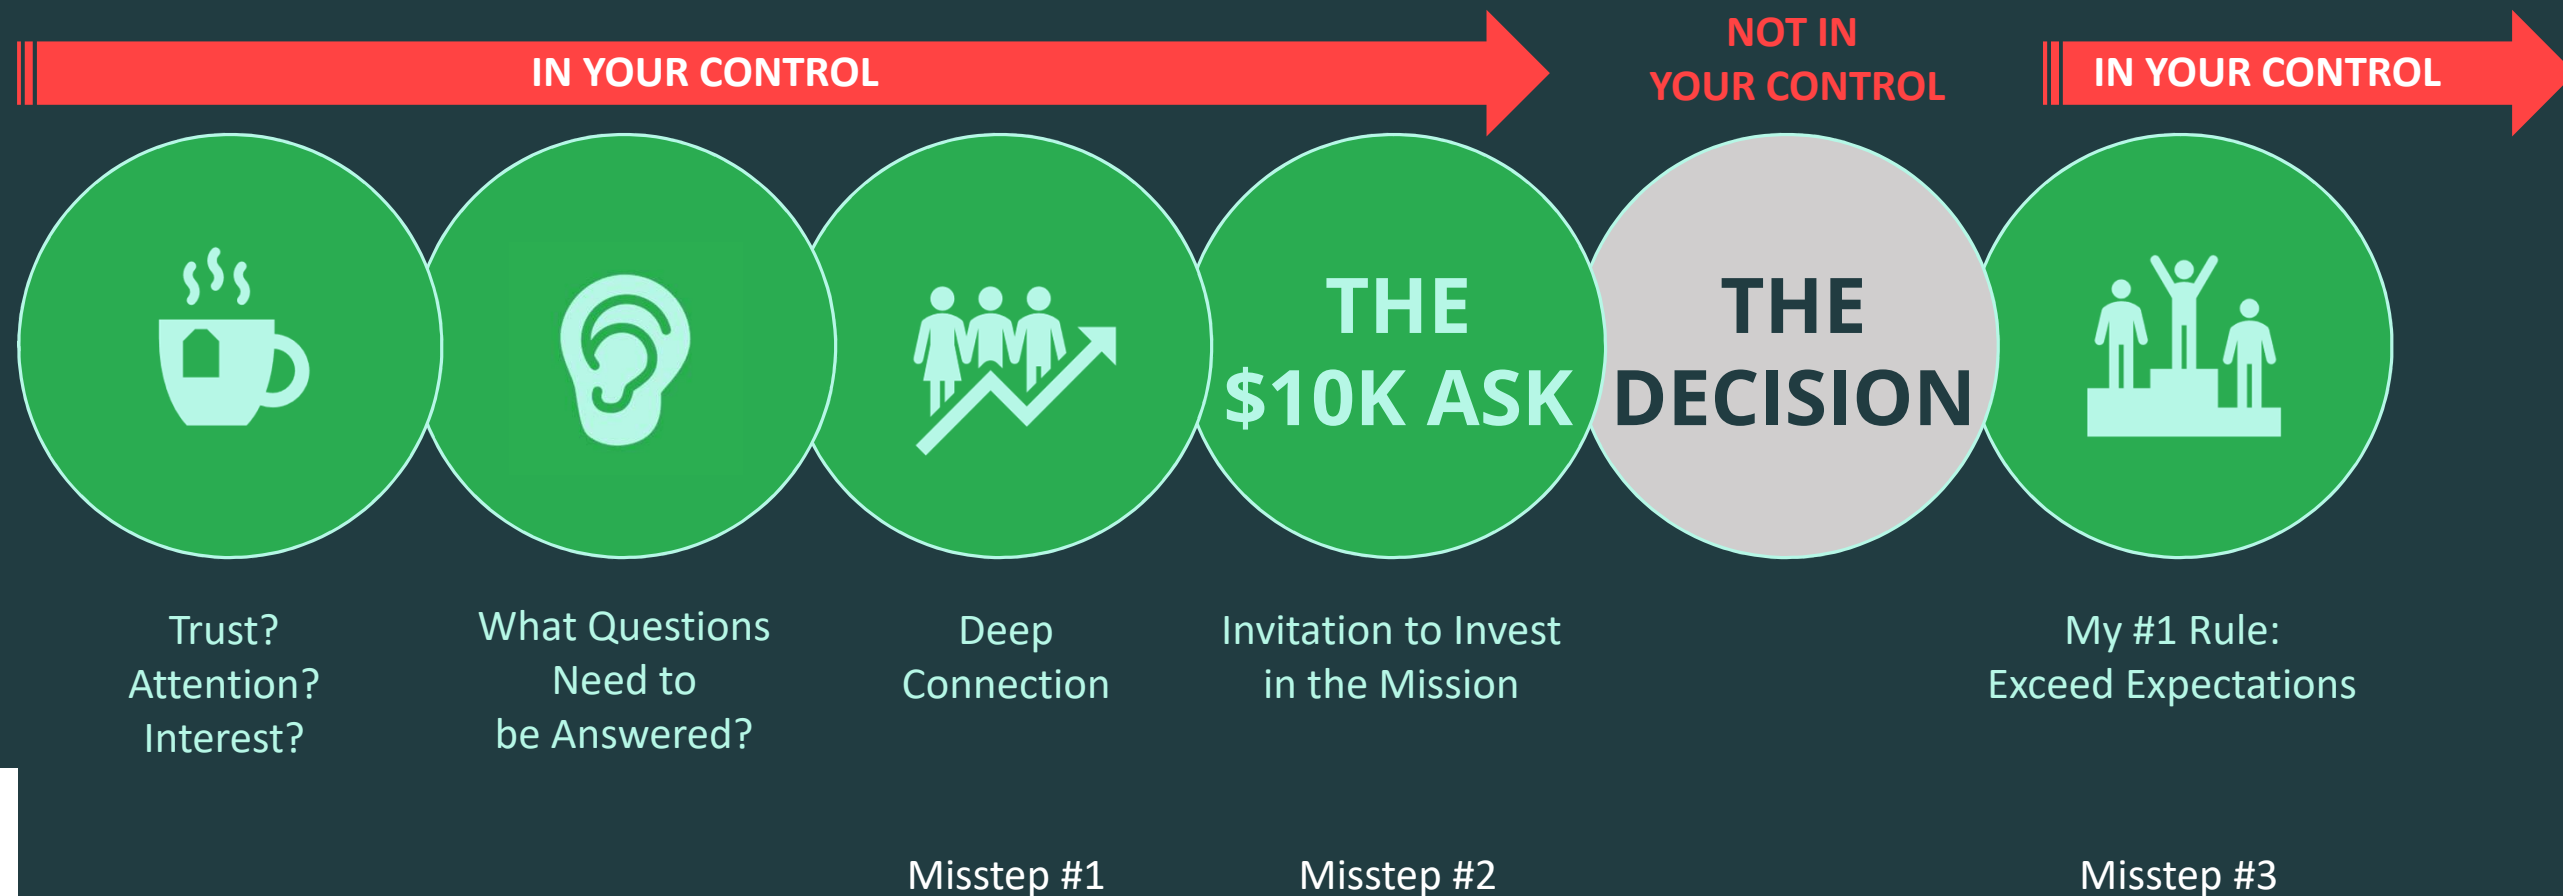 IN YOUR CONTROL
NOT IN
YOUR CONTROL
IN YOUR CONTROL
THE
$10K ASK
THE
DECISION
Trust?
Attention?
Interest?
What Questions
Need to
be Answered?
Deep
Connection
Invitation to Invest
in the Mission
My #1 Rule:
Exceed Expectations
Misstep #1
Misstep #2
Misstep #3